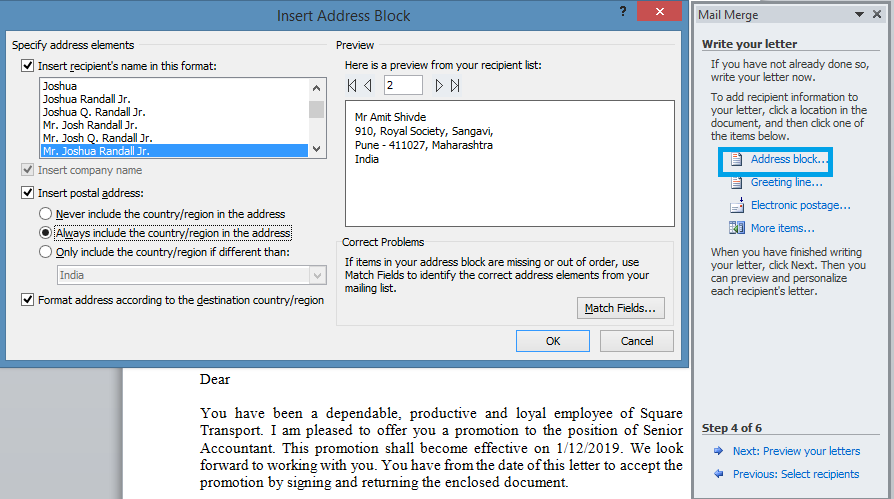 Insert Address Block
?
Specify address elements
Insert recipient's name in this format:
Joshua
Joshua Randall Jr.
Joshua Q. Randall Jr.
Mr. Josh Randall Jr.
Mr. Josh Q. Randall Jr.
Mr. Joshua Randall Jr.
Insert company name
Insert postal address:
Never include the country/region in the address
Always include the country/region in the address
Only include the country/region if different than:
India
Format address according to the destination country/region
Preview
Here is a preview from your recipient list:
2
Mr Amit Shivde
910, Royal Society, Sangavi,
Pune - 411027, Maharashtra
India
Correct Problems
If items in your address block are missing or out of order, use
Match Fields to identify the correct address elements from your
mailing list.
Match Fields...
OK
Cancel
Dear
You have been a dependable, productive and loyal employee of Square
Transport. I am pleased to offer you a promotion to the position of Senior
Accountant. This promotion shall become effective on 1/12/2019. We look
forward to working with you. You have from the date of this letter to accept the
promotion by signing and returning the enclosed document.
Mail Merge
Write your letter
If you have not already done so,
write your letter now.
To add recipient information to
your letter, click a location in the
document, and then click one of
the items below.
Address block...
Greeting line...
Electronic postage...
More items...
When you have finished writing
your letter, click Next. Then you
can preview and personalize
each recipient's letter.
Step 4 of 6
Next: Preview your letters
Previous: Select recipients